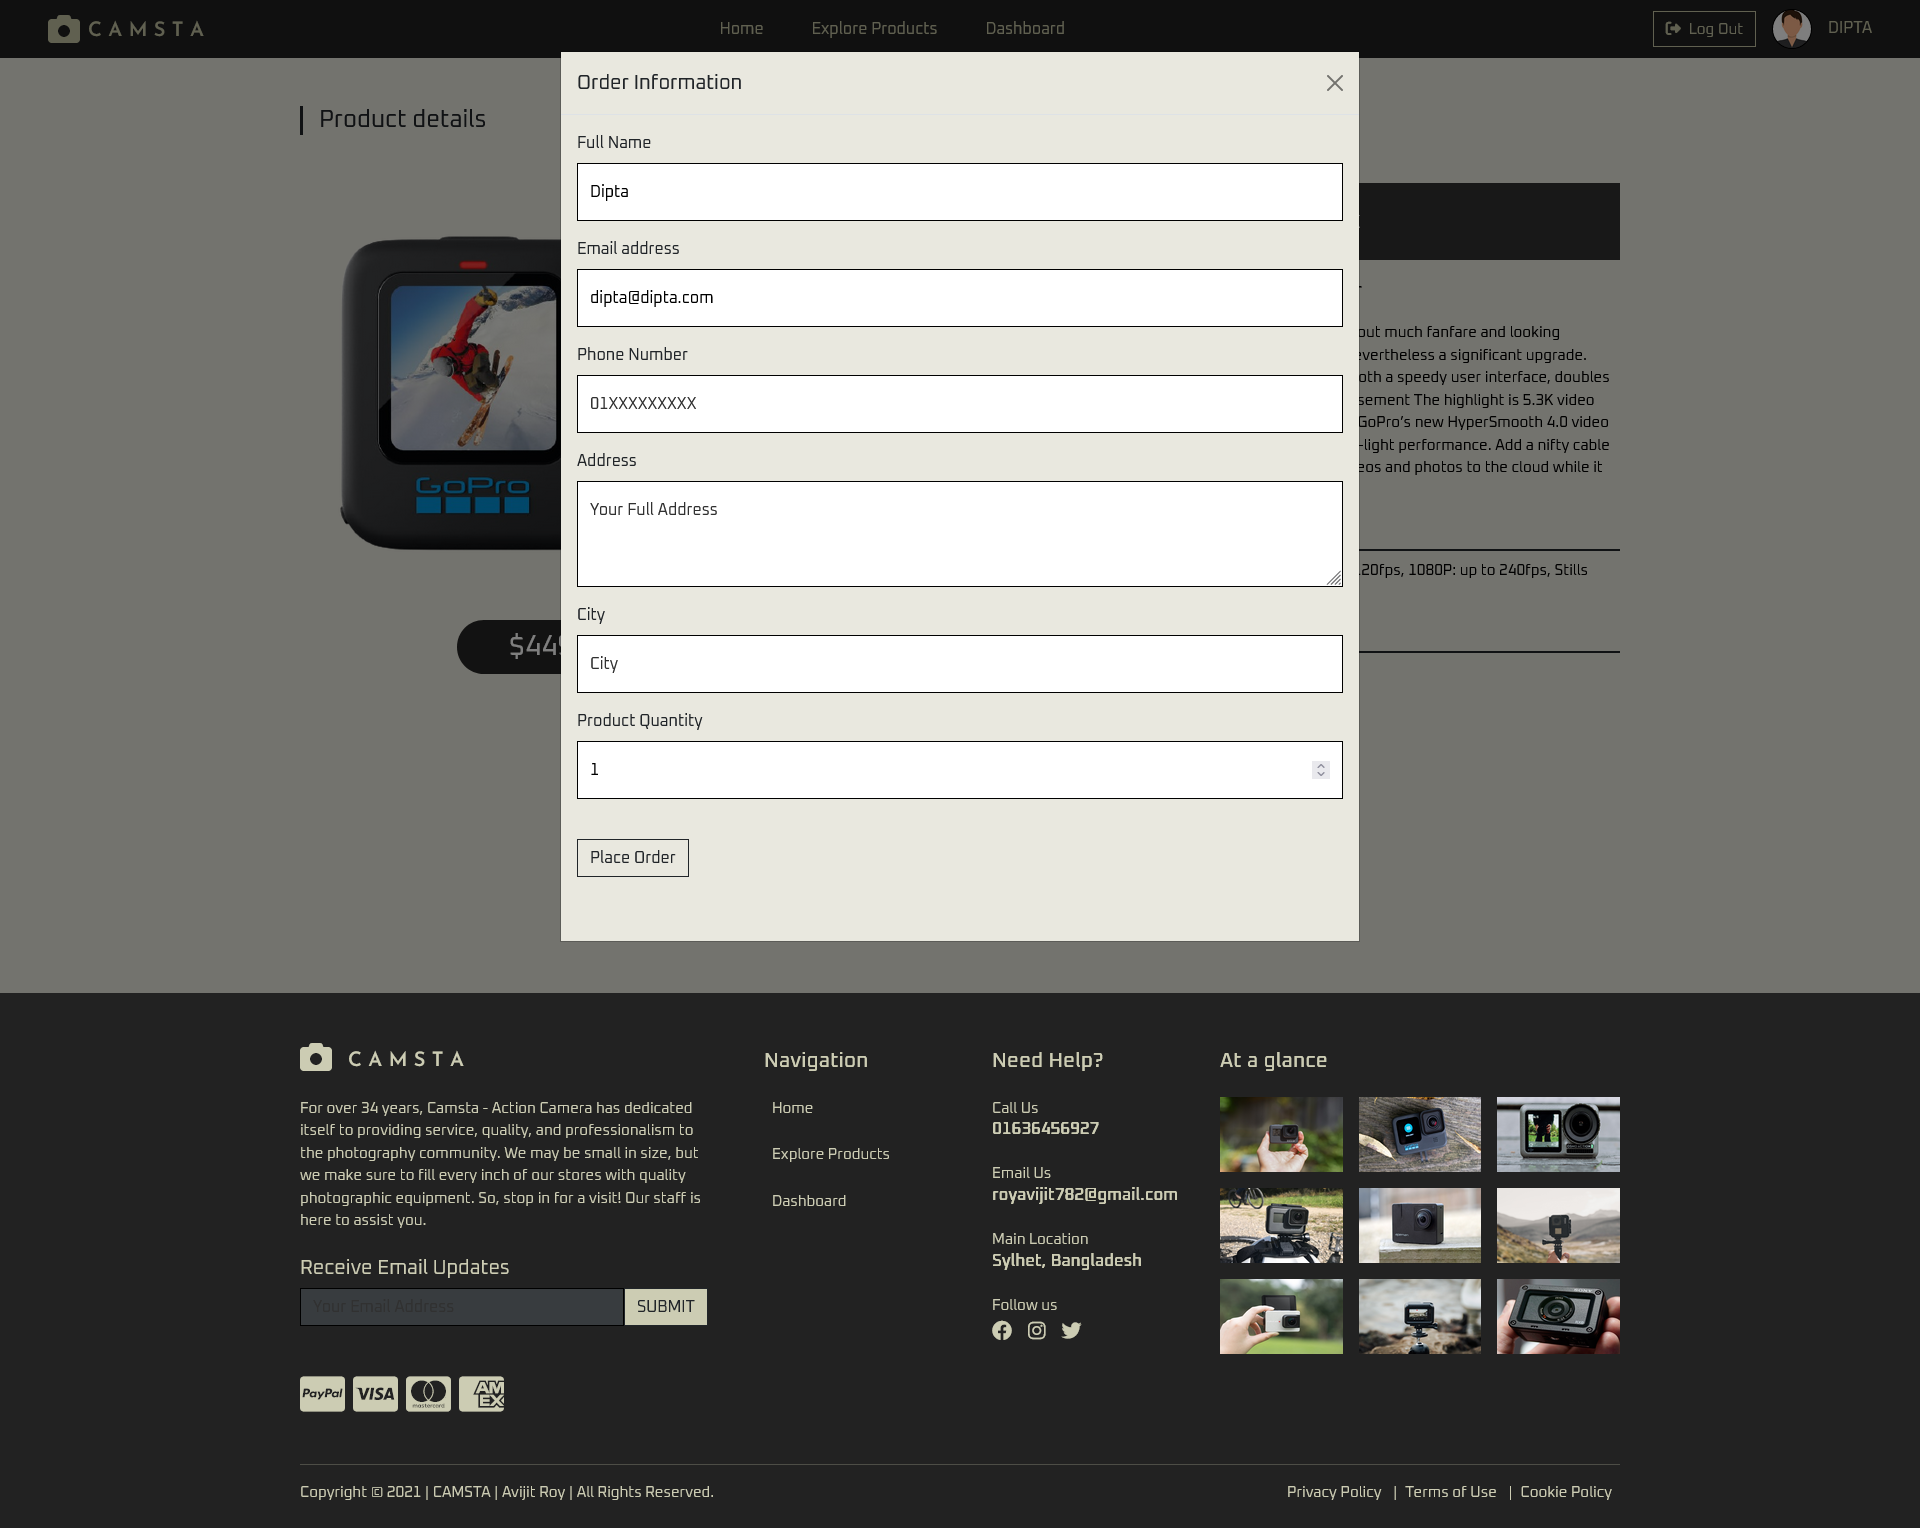 CAMSTA
Home
Explore Products
Dashboard
Log Out
DIPTA
Product details
GoPro
Order Information
Full Name
Dipta
Email address
dipta@dipta.com
Phone Number
01XXXXXXXXX
Address
Your Full Address
City
City
Product Quantity
1
Place Order
much fanfare and looking
a significant upgrade.
a speedy user interface, doubles
The highlight is 5.3K video
GoPro's new HyperSmooth 4.0 video
-light performance. Add a nifty cable
and photos to the cloud while it
20fps, 1080P: up to 240fps, Stills
CAMSTA
For over 34 years, Camsta - Action Camera has dedicated
itself to providing service, quality, and professionalism to
the photography community. We may be small in size, but
we make sure to fill every inch of our stores with quality
photographic equipment. So, stop in for a visit! Our staff is
here to assist you.
Receive Email Updates
Your Email Address
SUBMIT
PayPal
VISA
mastercard
AMEX
Navigation
Home
Explore Products
Dashboard
Need Help?
Call Us
01636456927
Email Us
royavijit782@gmail.com
Main Location
Sylhet, Bangladesh
Follow us
At a glance
SONY
Copyright © 2021 | CAMSTA | Avijit Roy | All Rights Reserved.
Privacy Policy | Terms of Use | Cookie Policy